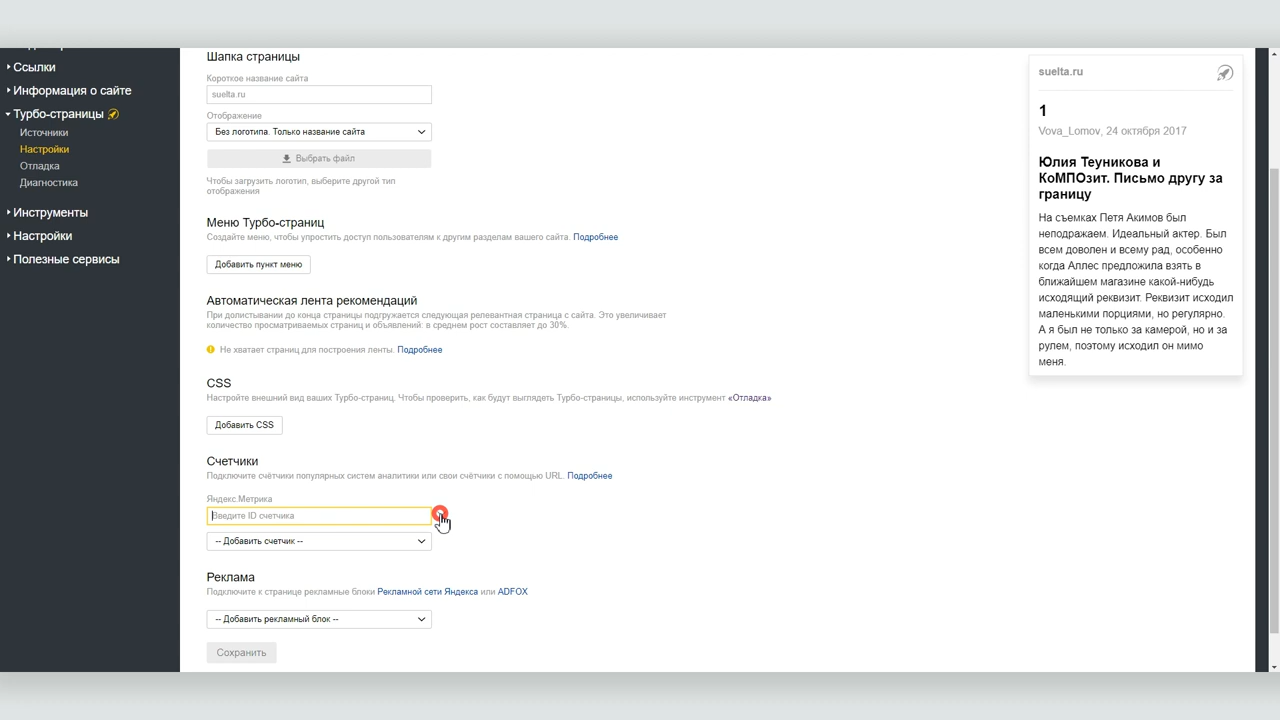 Ссылки
Информация о сайте
Турбо-страницы
Источники
Настройки
Отладка
Диагностика
Инструменты
Настройки
Полезные сервисы
Шапка страницы
Короткое название сайта
suelta.ru
Отображение
Без логотипа. Только название сайта
Выбрать файл
Чтобы загрузить логотип, выберите другой тип
отображения
Меню Турбо-страниц
Создайте меню, чтобы упростить доступ пользователям к другим разделам вашего сайта. Подробнее
Добавить пункт меню
Автоматическая лента рекомендаций
При долистывании до конца страницы подгружается следующая релевантная страница с сайта. Это увеличивает
количество просматриваемых страниц и объявлений: в среднем рост составляет до 30%.
Не хватает страниц для построения ленты. Подробнее
CSS
Настройте внешний вид ваших Турбо-страниц. Чтобы проверить, как будут выглядеть Турбо-страницы, используйте инструмент «Отладка»
Добавить CSS
Счетчики
Подключите счётчики популярных систем аналитики или свои счётчики с помощью URL. Подробнее
Яндекс.Метрика
Введите ID счетчика
-- Добавить счетчик --
Реклама
Подключите к странице рекламные блоки Рекламной сети Яндекса или ADFOX
-- Добавить рекламный блок --
Сохранить
suelta.ru
1
Vova_Lomov, 24 октября 2017
Юлия Теуникова и
КоМПОзит. Письмо другу за
границу
На съемках Петя Акимов был
неподражаем. Идеальный актер. Был
всем доволен и всему рад, особенно
когда Аллес предложила взять в
ближайшем магазине какой-нибудь
исходящий реквизит. Реквизит исходил
маленькими порциями, но регулярно.
А я был не только за камерой, но и за
рулем, поэтому исходил он мимо
меня.